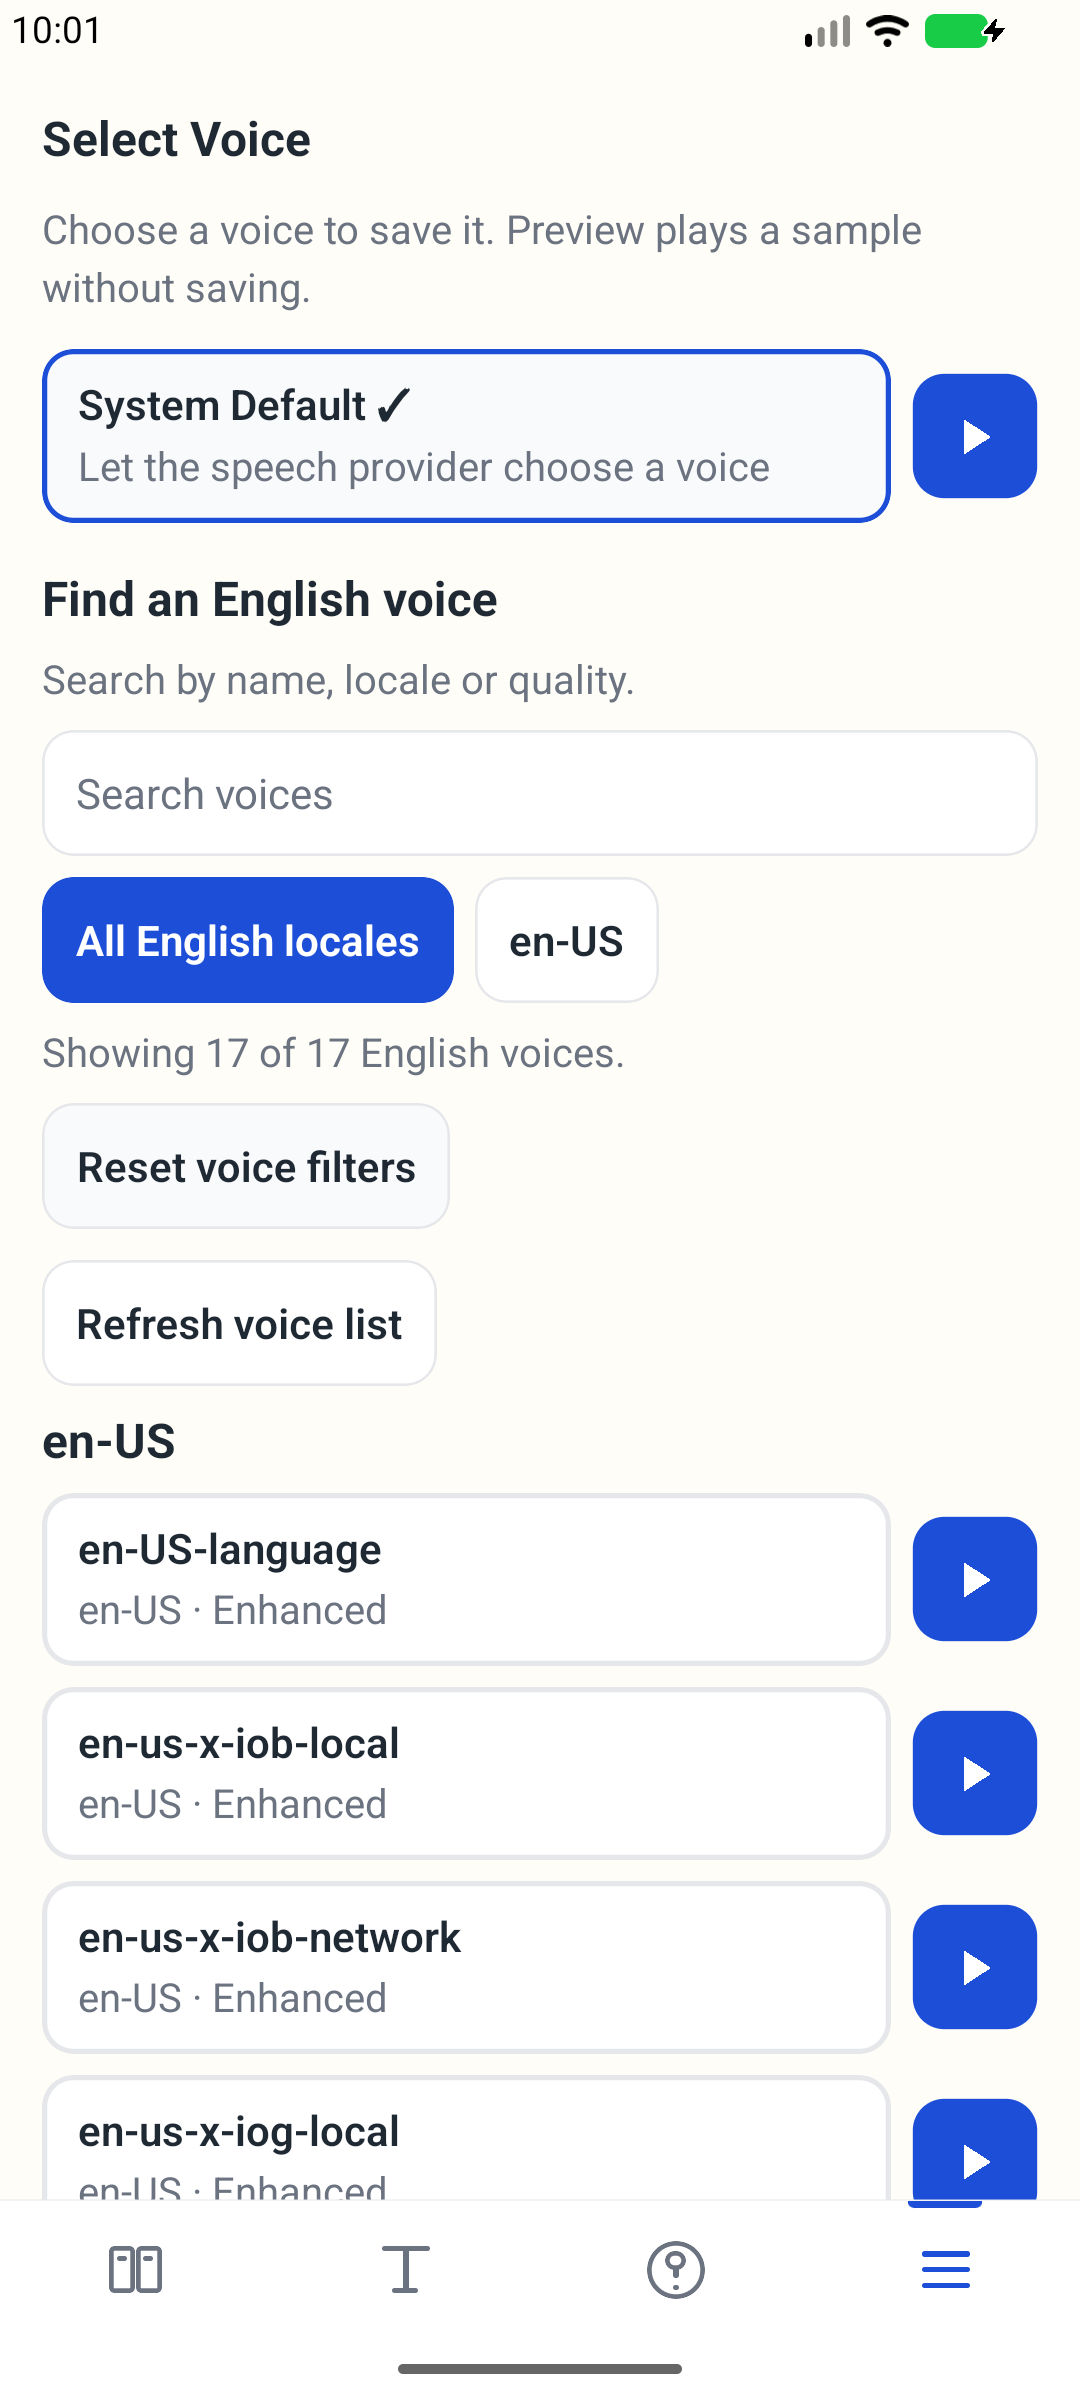 10:01
Select Voice
Choose a voice to save it. Preview plays a sample
without saving.
System Default ✓
Let the speech provider choose a voice
Find an English voice
Search by name, locale or quality.
Search voices
All English locales
en-US
Showing 17 of 17 English voices.
Reset voice filters
Refresh voice list
en-US
en-US-language
en-US · Enhanced
en-us-x-iob-local
en-US · Enhanced
en-us-x-iob-network
en-US · Enhanced
en-us-x-iog-local
en-US · Enhanced